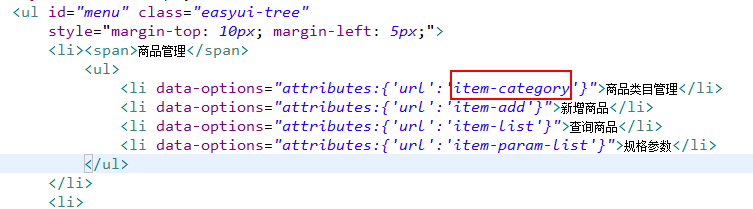 <ul id="menu" class="easyui-tree"
style="margin-top: 10px; margin-left: 5px;">
<li><span>商品管理</span>
<ul>
<li data-options="attributes:{'url':'item-category'}">商品类目管理</li>
<li data-options="attributes:{'url':'item-add'}">新增商品</li>
<li data-options="attributes:{'url':'item-list'}">查询商品</li>
<li data-options="attributes:{'url':'item-param-list'}">规格参数</li>
</ul>
</li>
<li>